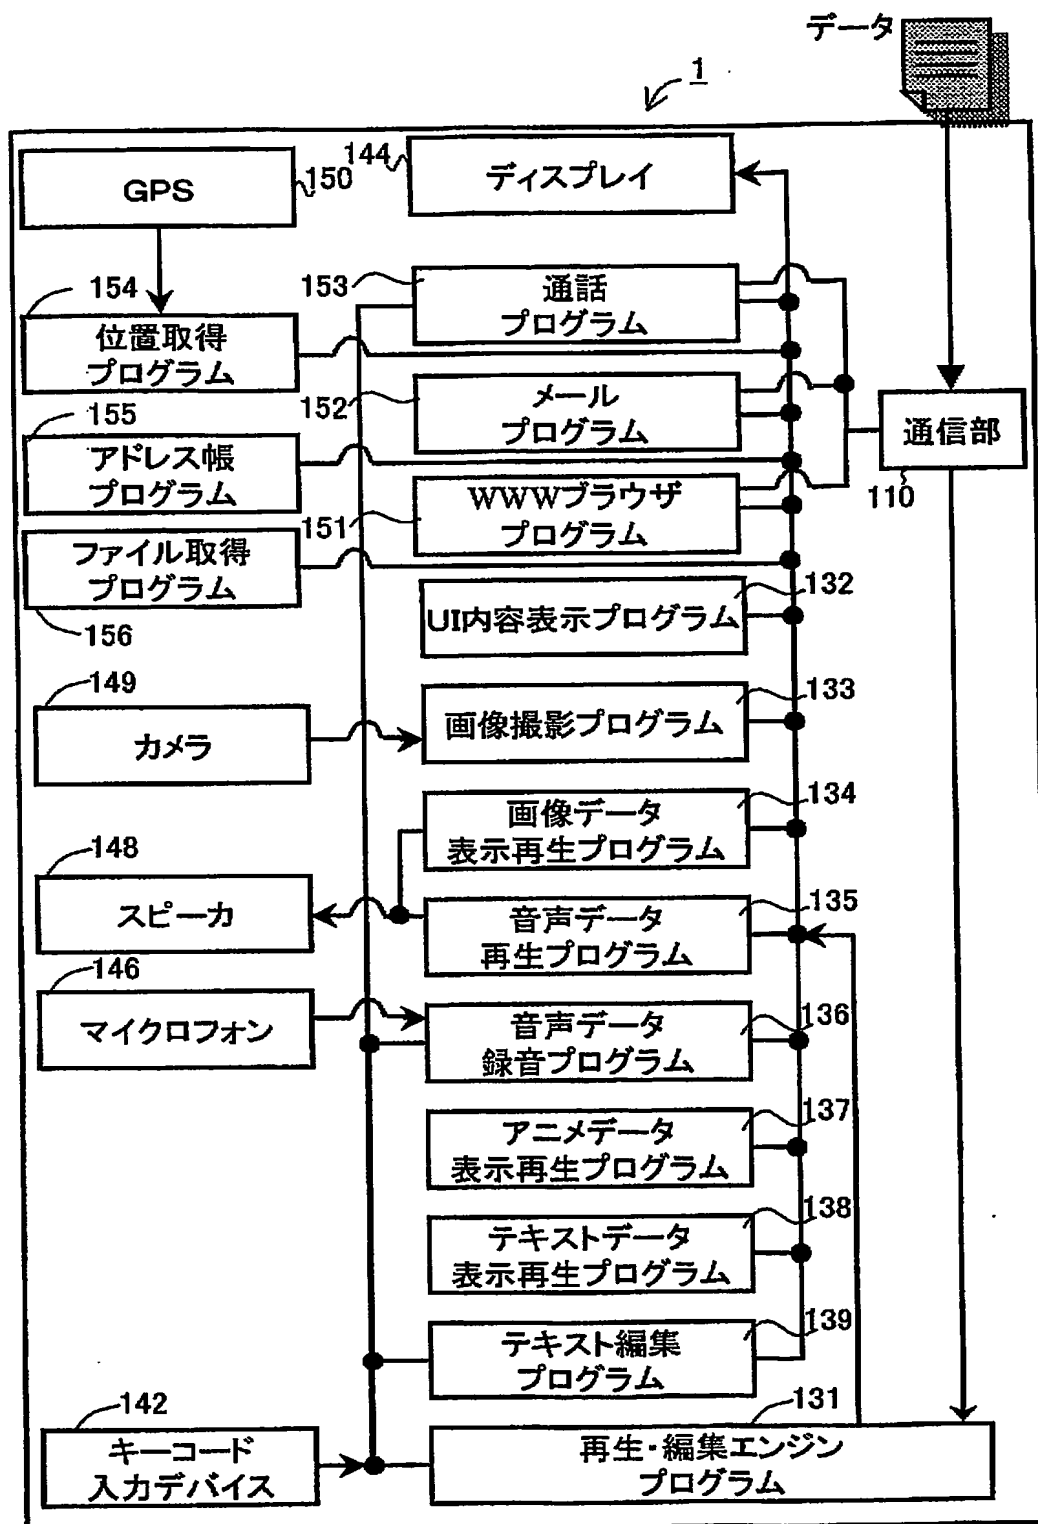 データ
1
GPS
150
144
ディスプレイ
154
位置取得
プログラム
153
通話
プログラム
152
メール
プログラム
155
アドレス帳
プログラム
通信部
110
151
WWWブラウザ
プログラム
ファイル取得
プログラム
156
132
UI内容表示プログラム
149
カメラ
133
画像撮影プログラム
134
画像データ
表示再生プログラム
148
スピーカ
135
音声データ
再生プログラム
146
マイクロフォン
136
音声データ
録音プログラム
137
アニメデータ
表示再生プログラム
138
テキストデータ
表示再生プログラム
139
テキスト編集
プログラム
142
キーコード
入力デバイス
131
再生・編集エンジン
プログラム